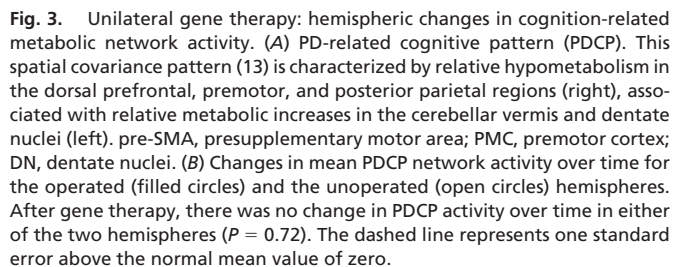 Fig. 3. Unilateral gene therapy: hemispheric changes in cognition-related
metabolic network activity. (A) PD-related cognitive pattern (PDCP). This
spatial covariance pattern (13) is characterized by relative hypometabolism in
the dorsal prefrontal, premotor, and posterior parietal regions (right), asso-
ciated with relative metabolic increases in the cerebellar vermis and dentate
nuclei (left). pre-SMA, presupplementary motor area; PMC, premotor cortex;
DN, dentate nuclei. (B) Changes in mean PDCP network activity over time for
the operated (filled circles) and the unoperated (open circles) hemispheres.
After gene therapy, there was no change in PDCP activity over time in either
of the two hemispheres (P = 0.72). The dashed line represents one standard
error above the normal mean value of zero.